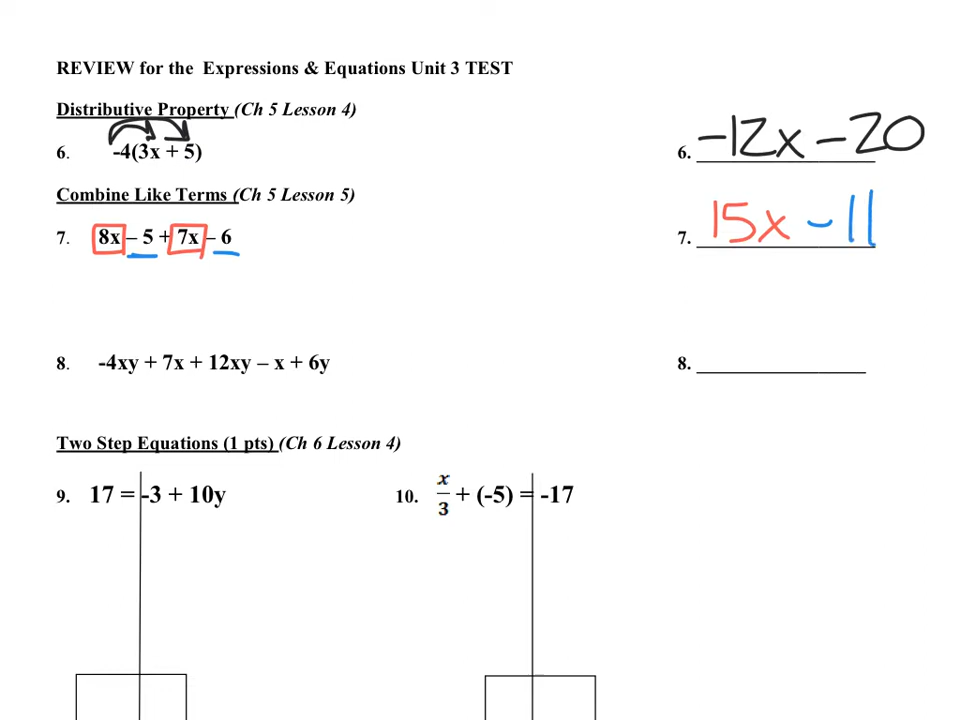 REVIEW for the Expressions & Equations Unit 3 TEST
Distributive Property (Ch 5 Lesson 4)
6. -4(3x + 5) 6. -12x - 20
Combine Like Terms (Ch 5 Lesson 5)
7. 8x – 5 + 7x – 6 7. 15x - 11
8. -4xy + 7x + 12xy – x + 6y 8. __________
Two Step Equations (1 pts) (Ch 6 Lesson 4)
9. 17 = -3 + 10y 10. x/3 + (-5) = -17